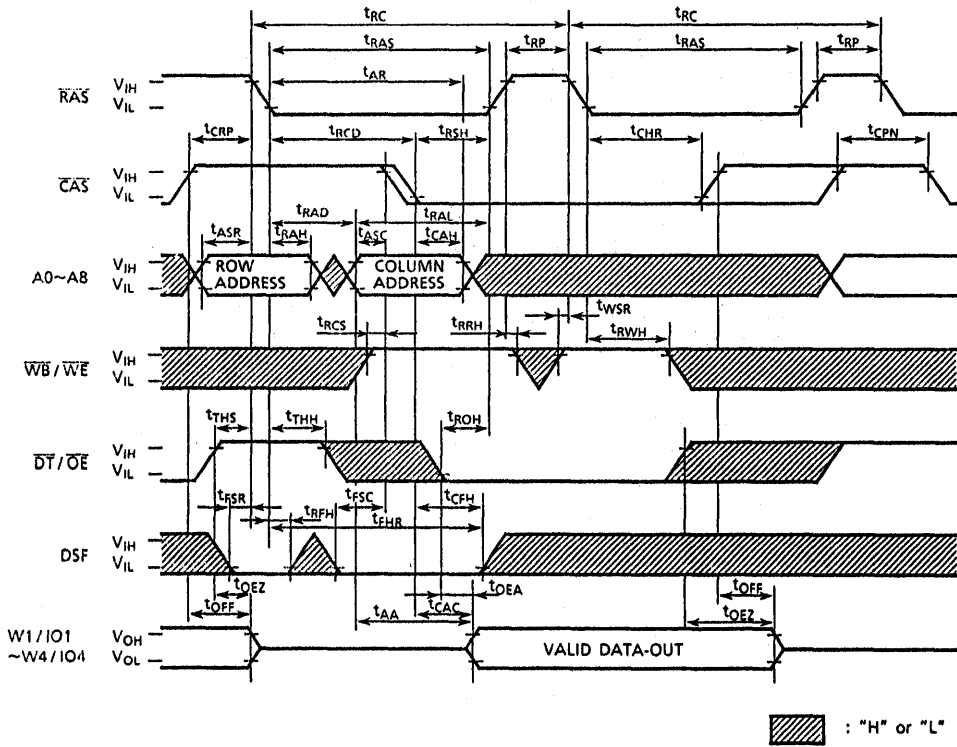 tRC tRC
tRAS tRP tRAS tRP
tAR
RAS VIH
VIL
tCRP tRCD tRSH tCHR tCPN
CAS VIH
VIL
tRAD tRAL
tASR tRAH tASC tCAH
A0~A8 VIH
VIL
ROW ADDRESS
COLUMN ADDRESS
tWSR
tRCS tRRH tRWH
WB/WE VIH
VIL
tTHS tTHH tROH
DT/OE VIH
VIL
tFSR tRFH tFSC tCFH
tFHR
DSF VIH
VIL
tOEZ tOEA tOFF
tOFF tAA tCAC tOEZ
W1/IO1
~W4/IO4
VOH
VOL
VALID DATA-OUT
: "H" or "L"